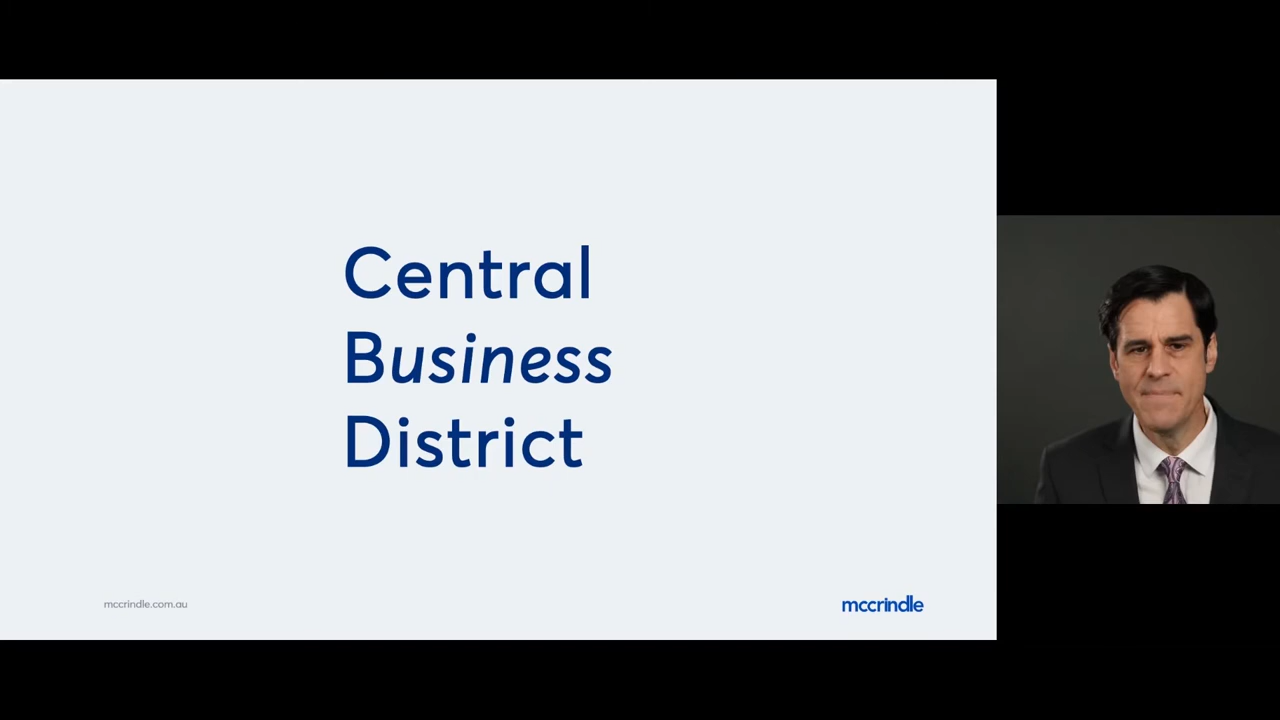 Central
Business
District
mccrindle.com.au
mccrindle